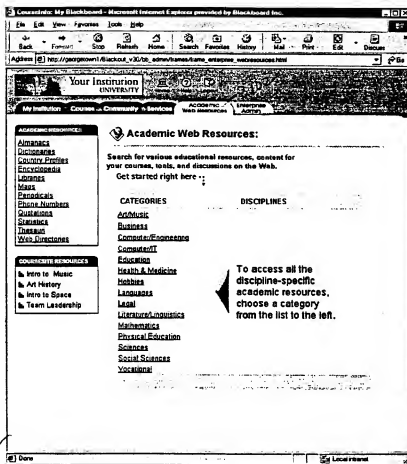 CourseInfo: My Blackboard - Microsoft Internet Explorer provided by Blackboard Inc.
File Edit View Favorites Tools Help
Back Forward Stop Refresh Home Search Favorites History Mail Print Edit Discuss
Address http://georgetown1/Blackout_v30/bb_admin/frames/frame_enterprise_webresources.html Go
Your Institution
UNIVERSITY
My Institution Courses Community Services Academic Web Resources Enterprise Admin
ACADEMIC RESOURCES
Almanacs
Dictionaries
Country Profiles
Encyclopedia
Libraries
Maps
Periodicals
Phone Numbers
Quotations
Statistics
Thesauri
Web Directories
COURSESITE RESOURCES
Intro to Music
Art History
Intro to Space
Team Leadership
Academic Web Resources:
Search for various educational resources, content for
your courses, tools, and discussions on the Web.
Get started right here
CATEGORIES DISCIPLINES
Art/Music
Business
Computer/Engineering
Computer/IT
Education
Health & Medicine
Hobbies
Languages
Legal
Literature/Linguistics
Mathematics
Physical Education
Sciences
Social Sciences
Vocational
To access all the
discipline-specific
academic resources,
choose a category
from the list to the left.
Done Local intranet